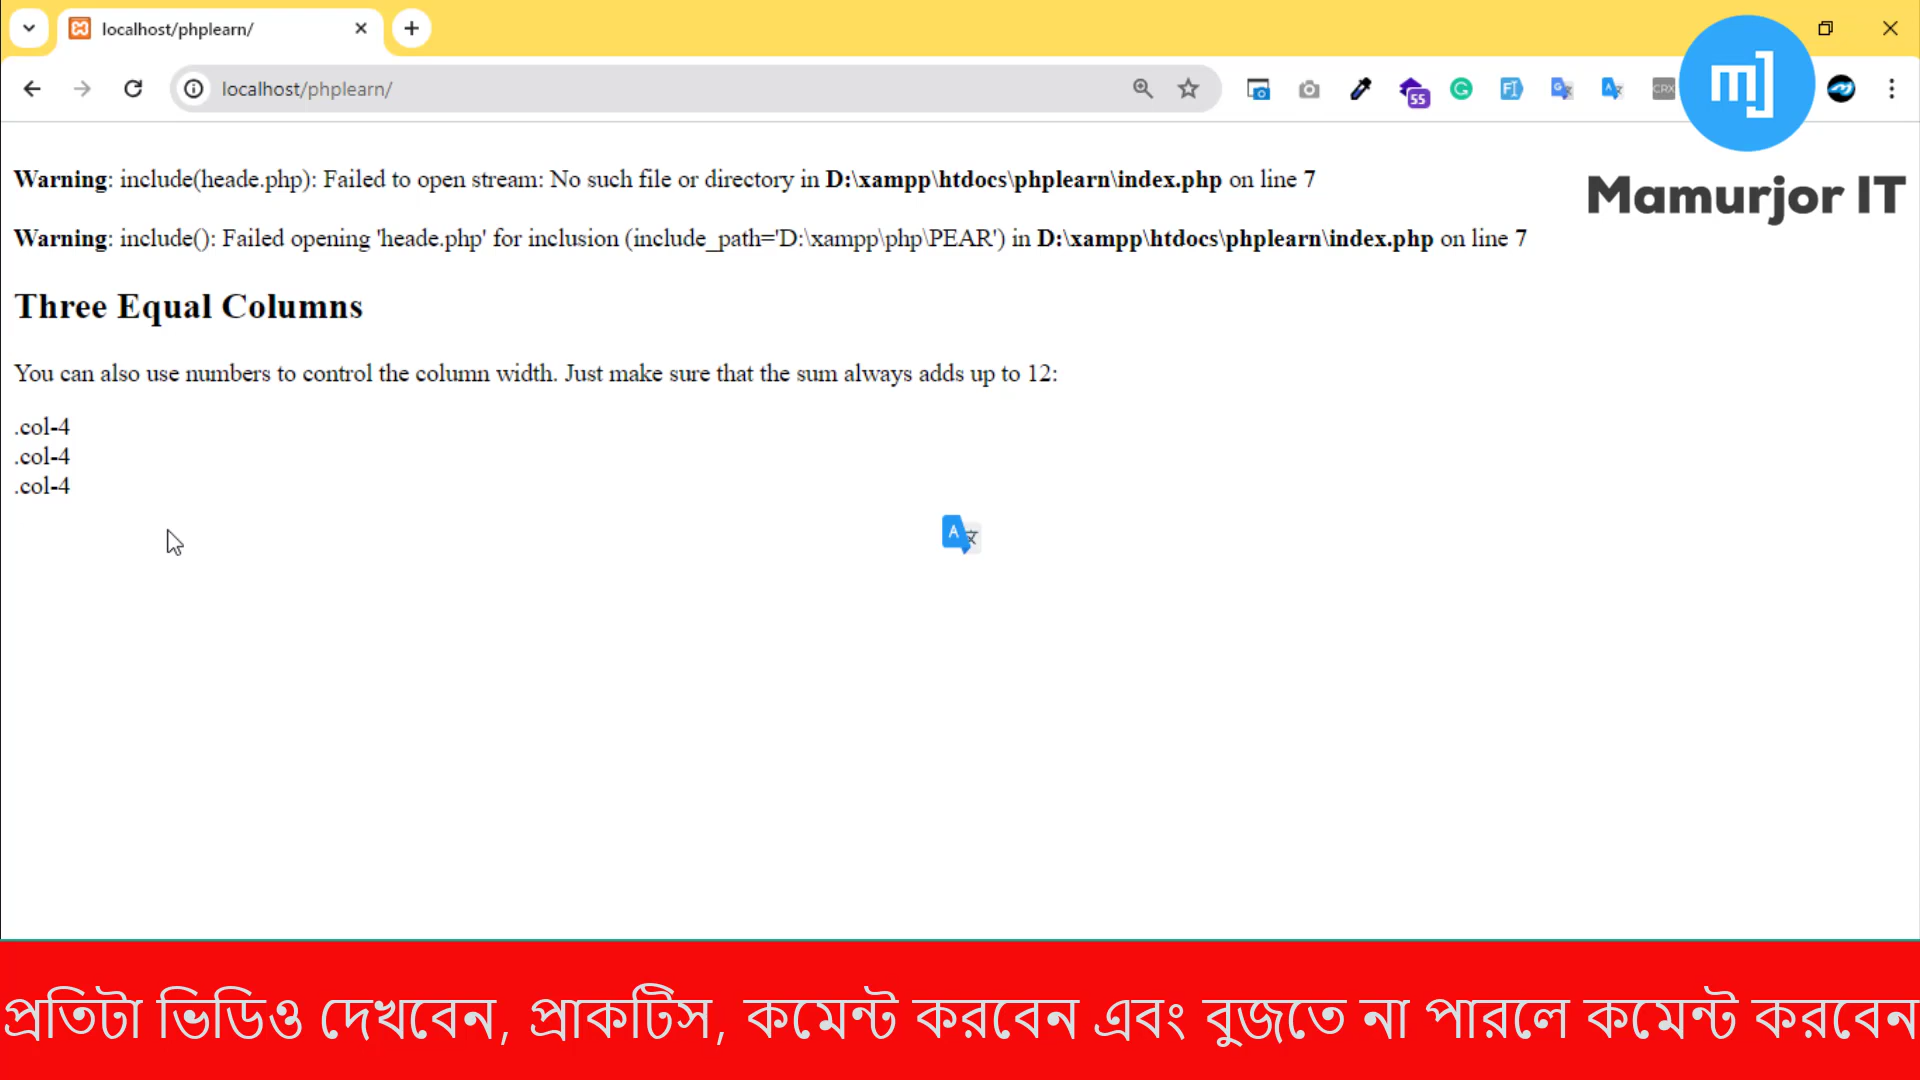 localhost/phplearn/
localhost/phplearn/
55
CRX
mj
Mamurjor IT
Warning: include(heade.php): Failed to open stream: No such file or directory in D:\xampp\htdocs\phplearn\index.php on line 7
Warning: include(): Failed opening 'heade.php' for inclusion (include_path='D:\xampp\php\PEAR') in D:\xampp\htdocs\phplearn\index.php on line 7
Three Equal Columns
You can also use numbers to control the column width. Just make sure that the sum always adds up to 12:
.col-4
.col-4
.col-4
প্রতিটা ভিডিও দেখবেন, প্রাকটিস, কমেন্ট করবেন এবং বুজতে না পারলে কমেন্ট করবেন